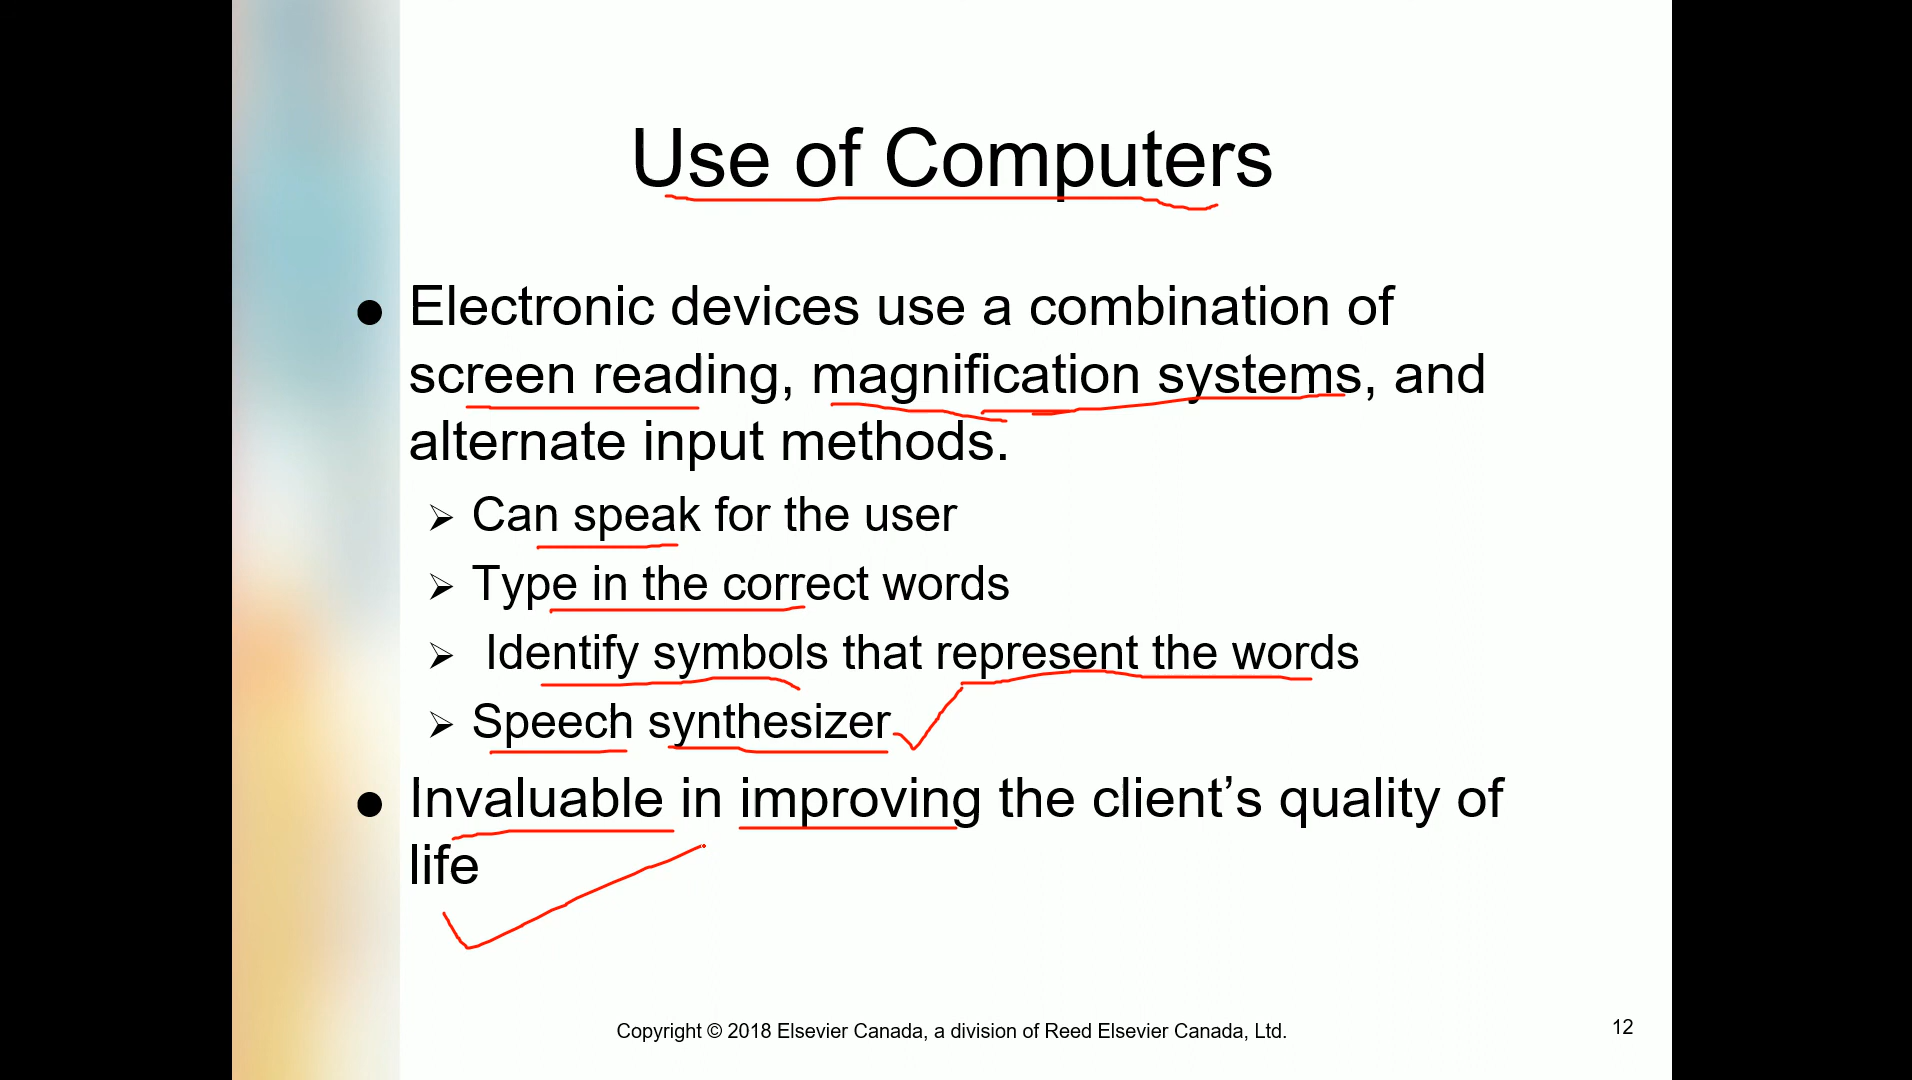 Use of Computers
● Electronic devices use a combination of
screen reading, magnification systems, and
alternate input methods.
➢ Can speak for the user
➢ Type in the correct words
➢ Identify symbols that represent the words
➢ Speech synthesizer
● Invaluable in improving the client’s quality of
life
Copyright © 2018 Elsevier Canada, a division of Reed Elsevier Canada, Ltd.
12